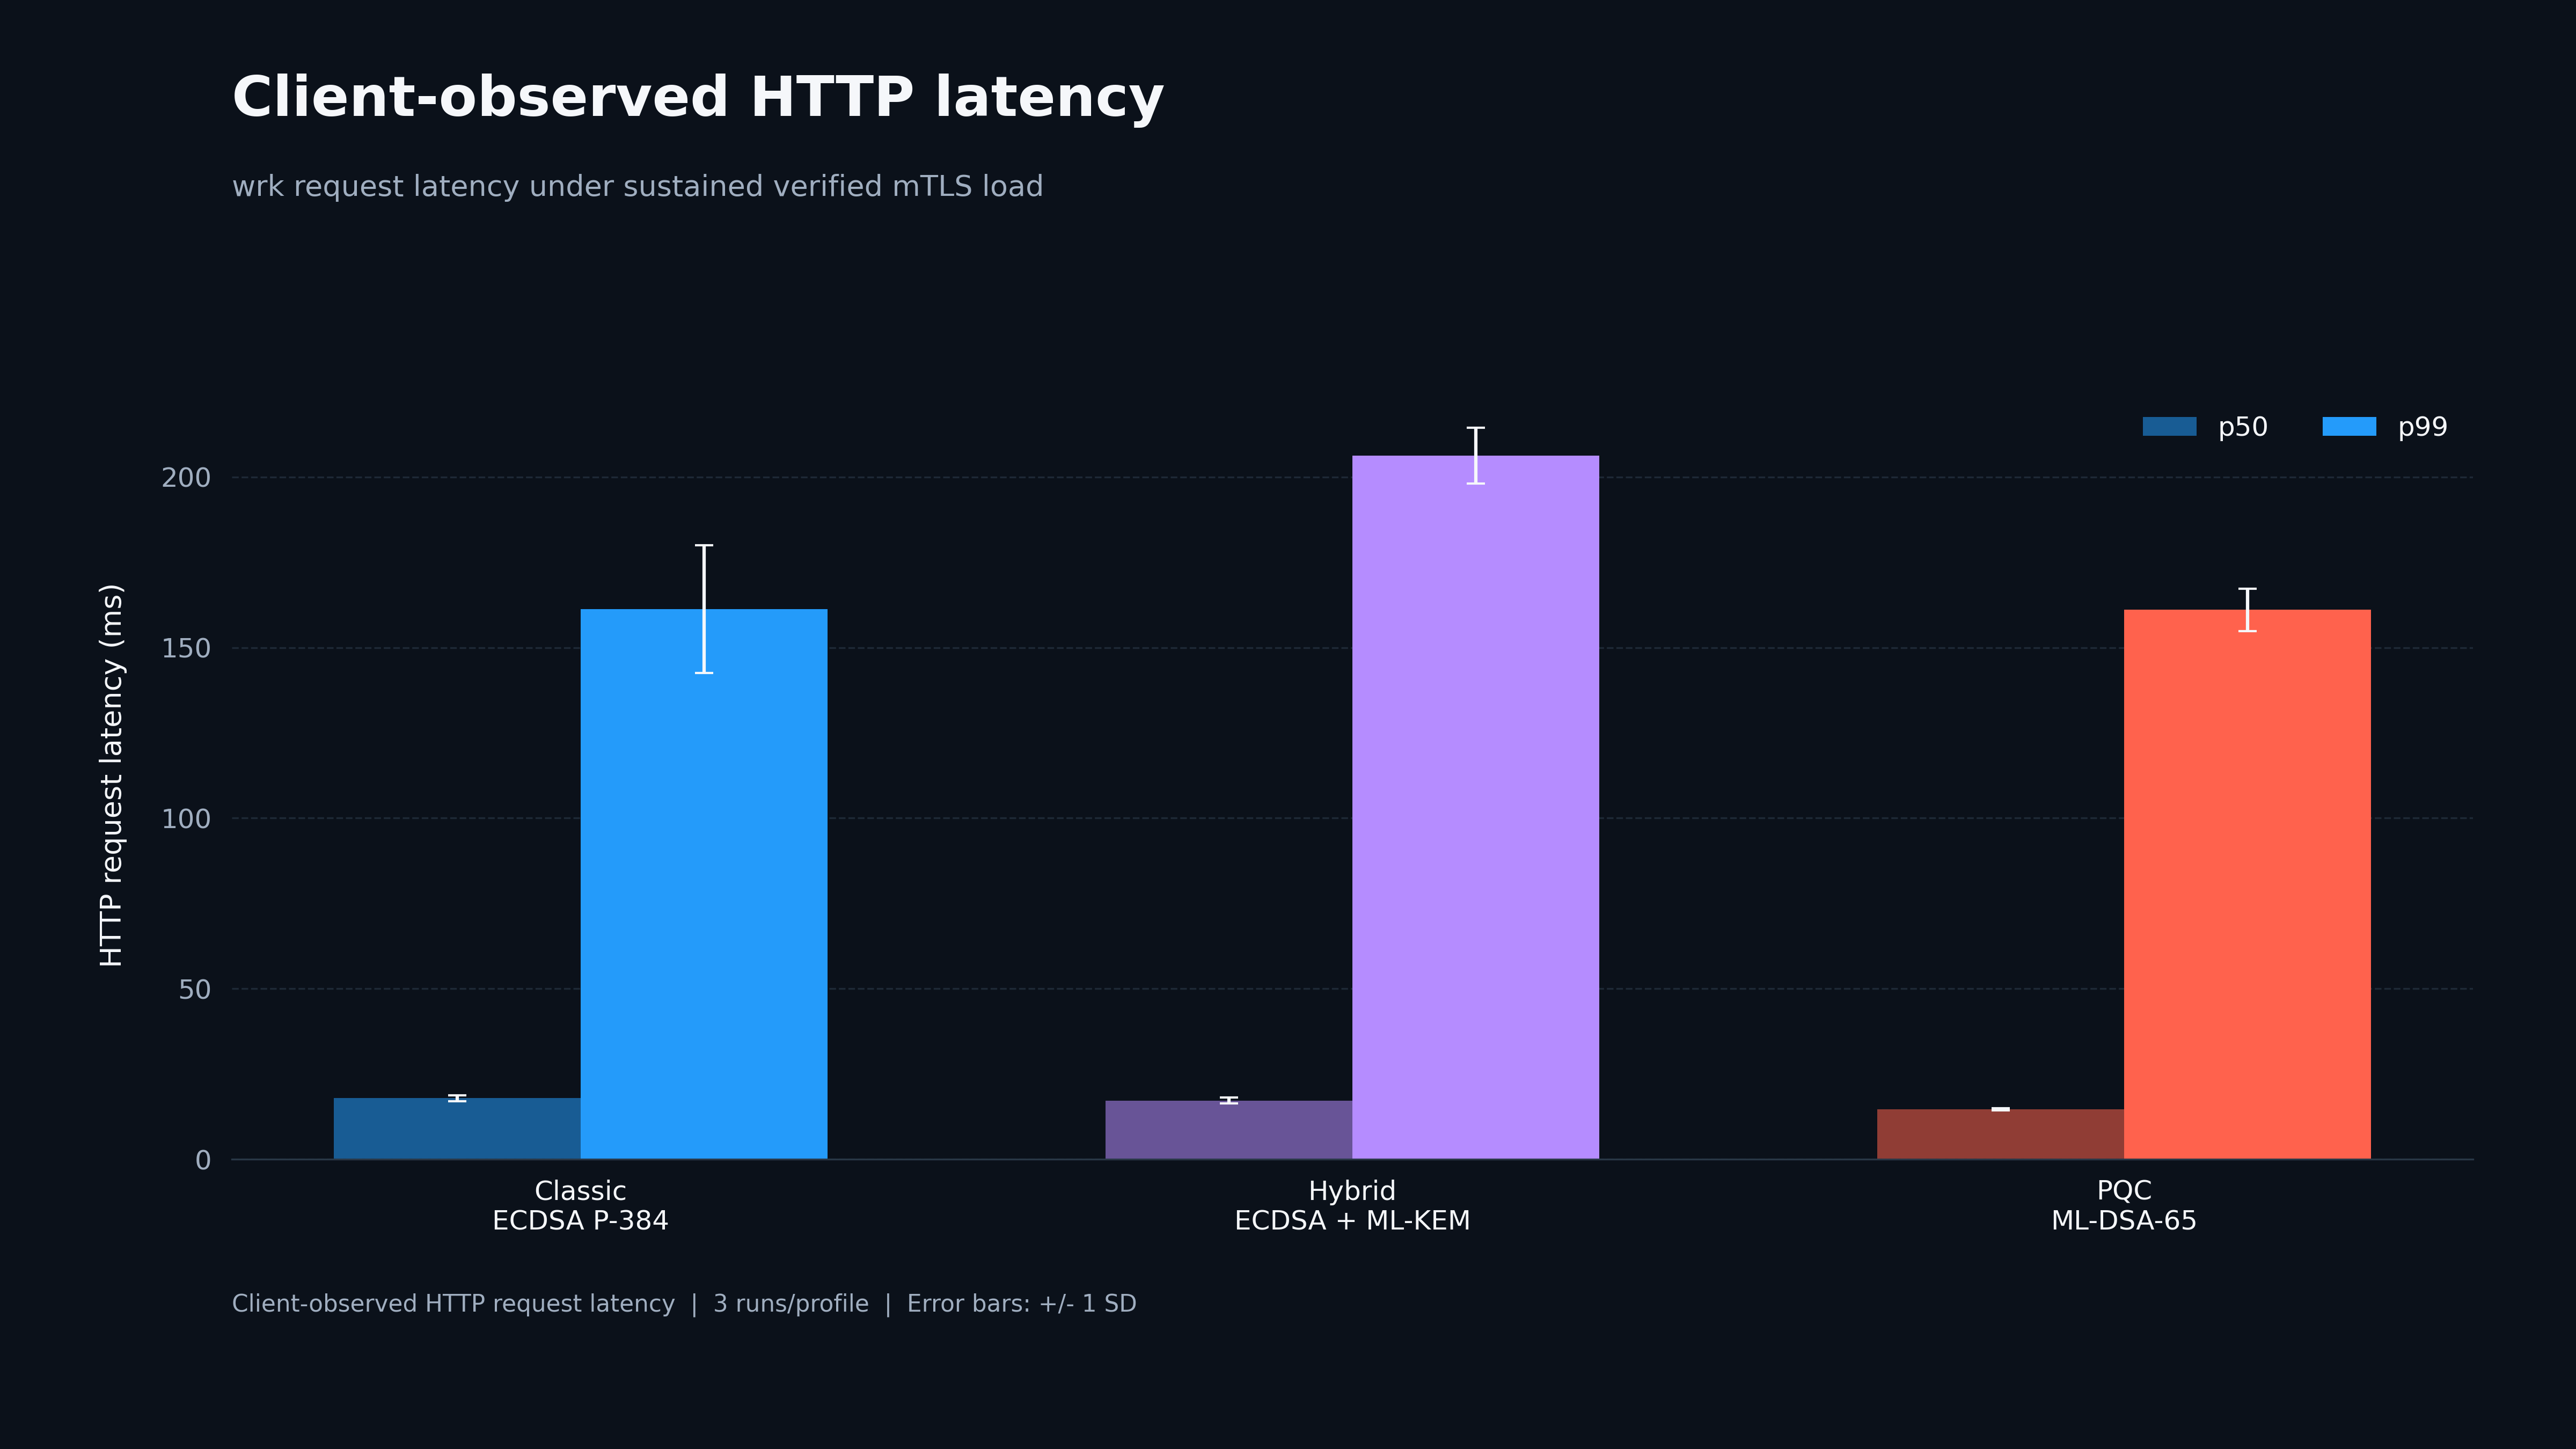 Client-observed HTTP latency
wrk request latency under sustained verified mTLS load
p50
p99
HTTP request latency (ms)
200
150
100
50
0
Classic
ECDSA P-384
Hybrid
ECDSA + ML-KEM
PQC
ML-DSA-65
Client-observed HTTP request latency | 3 runs/profile | Error bars: +/- 1 SD